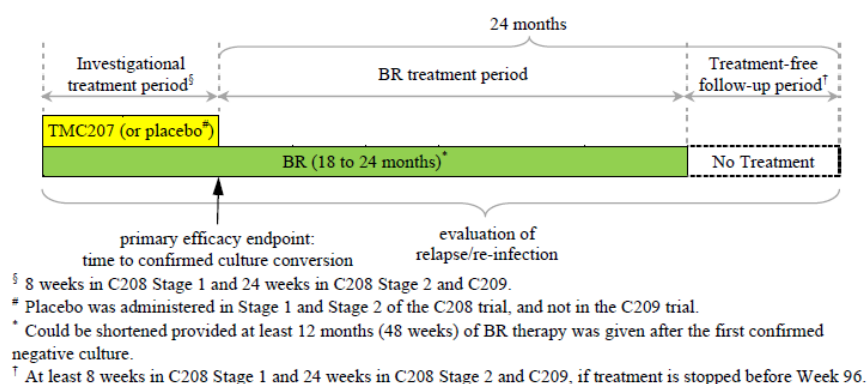 24 months
Investigational
treatment period§
BR treatment period
Treatment-free
follow-up period†
TMC207 (or placebo#)
BR (18 to 24 months)*
No Treatment
primary efficacy endpoint:
time to confirmed culture conversion
evaluation of
relapse/re-infection
§ 8 weeks in C208 Stage 1 and 24 weeks in C208 Stage 2 and C209.
# Placebo was administered in Stage 1 and Stage 2 of the C208 trial, and not in the C209 trial.
* Could be shortened provided at least 12 months (48 weeks) of BR therapy was given after the first confirmed
negative culture.
† At least 8 weeks in C208 Stage 1 and 24 weeks in C208 Stage 2 and C209, if treatment is stopped before Week 96.